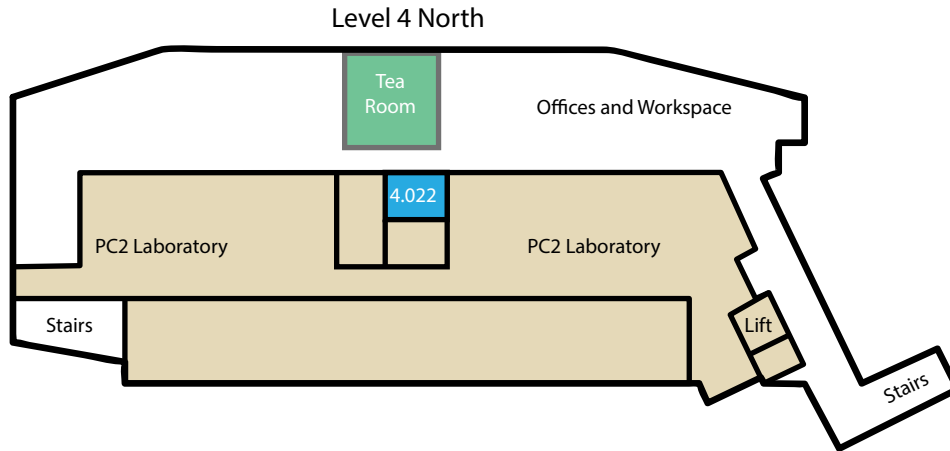 Level 4 North
Tea
Room
Offices and Workspace
4.022
PC2 Laboratory
PC2 Laboratory
Stairs
Lift
Stairs